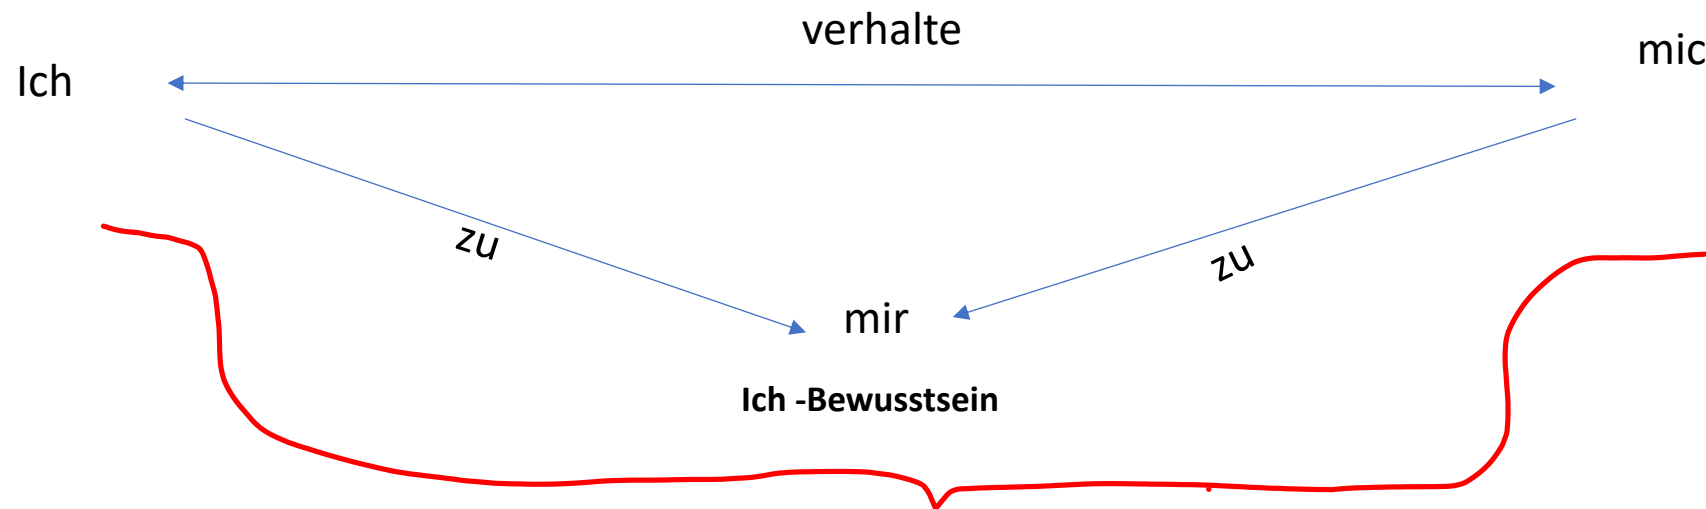 verhalte
Ich
mic
zu
zu
mir
Ich -Bewusstsein